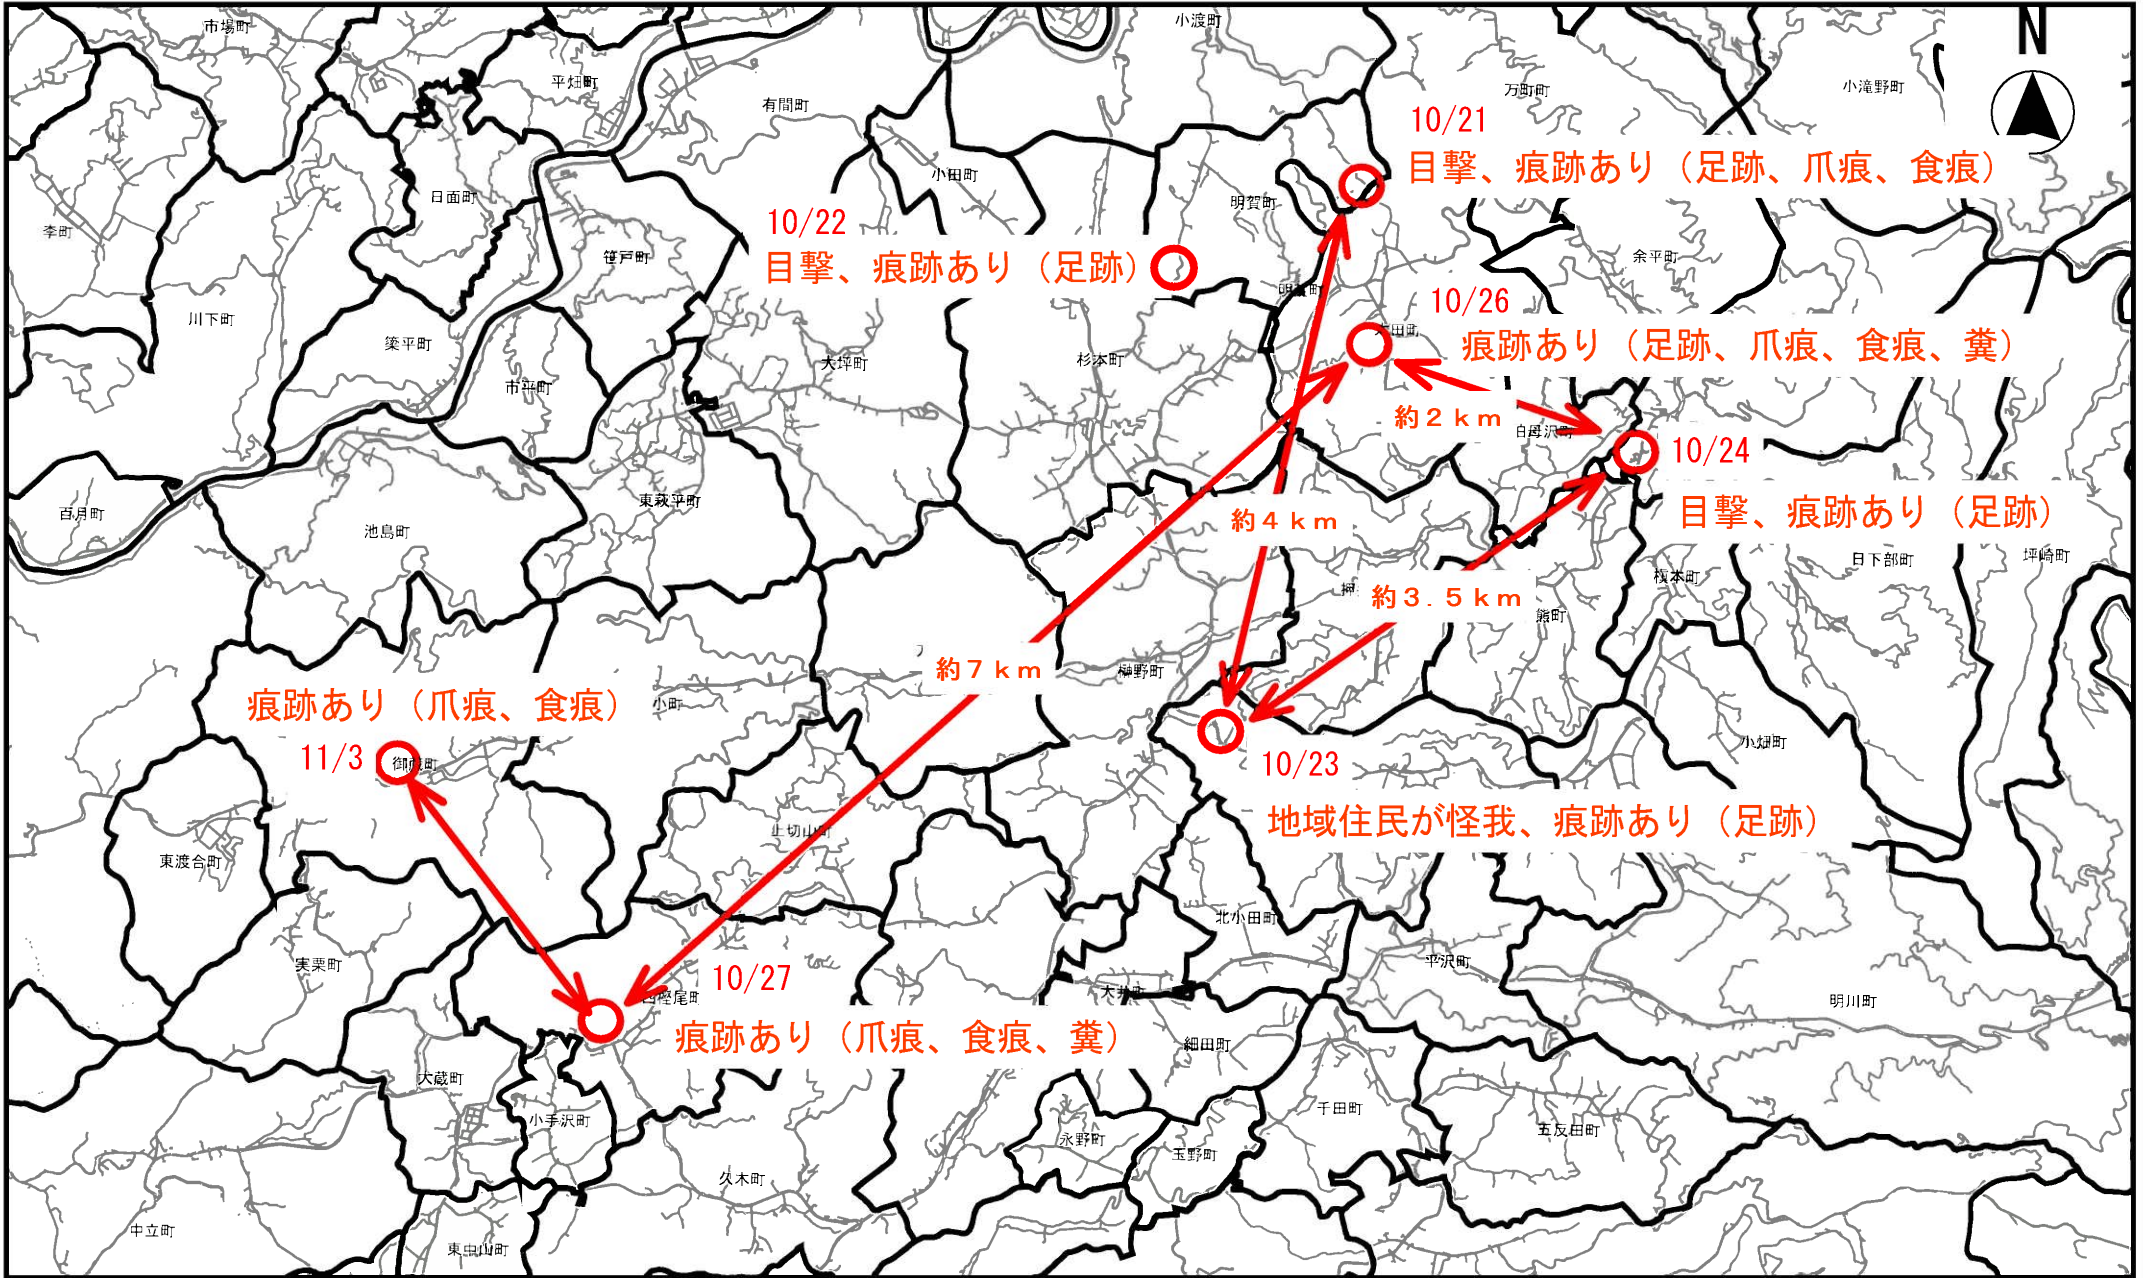 市場町
小渡町
N
平畑町
有間町
万町町
小滝野町
10/21
目撃、痕跡あり（足跡、爪痕、食痕）
小田町
日面町
明賀町
10/22
李町
笹戸町
目撃、痕跡あり（足跡）
余平町
10/26
川下町
簗平町
痕跡あり（足跡、爪痕、食痕、糞）
大坪町
杉本町
市平町
約２ｋｍ
10/24
百月町
東萩平町
目撃、痕跡あり（足跡）
約４ｋｍ
池島町
日下部町
坪崎町
榎本町
約３．５ｋｍ
熊町
約７ｋｍ
榊野町
痕跡あり（爪痕、食痕）
小町
11/3
御蔵町
小畑町
10/23
地域住民が怪我、痕跡あり（足跡）
上切山町
東渡合町
北小田町
実栗町
平沢町
10/27
明川町
痕跡あり（爪痕、食痕、糞）
細田町
大蔵町
千田町
小手沢町
五反田町
永野町
玉野町
久木町
中立町
東中山町